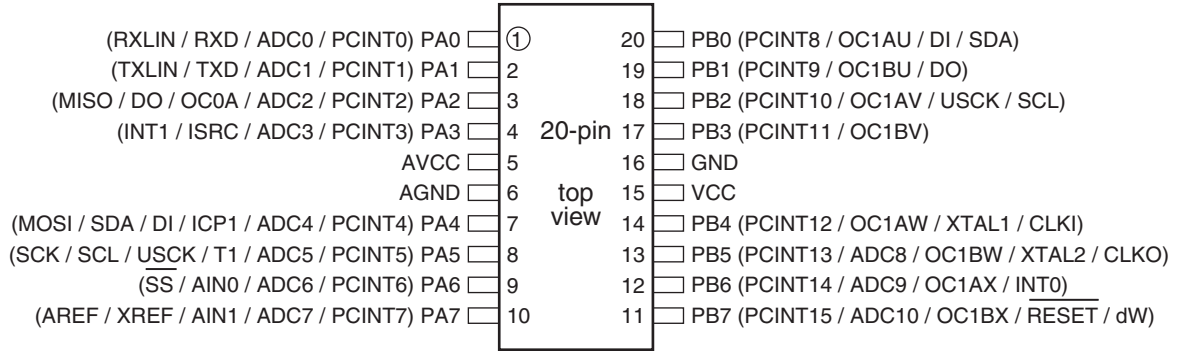 (RXLIN / RXD / ADC0 / PCINT0) PA0 1 20 PB0 (PCINT8 / OC1AU / DI / SDA)
(TXLIN / TXD / ADC1 / PCINT1) PA1 2 19 PB1 (PCINT9 / OC1BU / DO)
(MISO / DO / OC0A / ADC2 / PCINT2) PA2 3 18 PB2 (PCINT10 / OC1AV / USCK / SCL)
(INT1 / ISRC / ADC3 / PCINT3) PA3 4 20-pin 17 PB3 (PCINT11 / OC1BV)
AVCC 5 16 GND
AGND 6 top 15 VCC
(MOSI / SDA / DI / ICP1 / ADC4 / PCINT4) PA4 7 view 14 PB4 (PCINT12 / OC1AW / XTAL1 / CLKI)
(SCK / SCL / USCK / T1 / ADC5 / PCINT5) PA5 8 13 PB5 (PCINT13 / ADC8 / OC1BW / XTAL2 / CLKO)
(SS / AIN0 / ADC6 / PCINT6) PA6 9 12 PB6 (PCINT14 / ADC9 / OC1AX / INT0)
(AREF / XREF / AIN1 / ADC7 / PCINT7) PA7 10 11 PB7 (PCINT15 / ADC10 / OC1BX / RESET / dW)